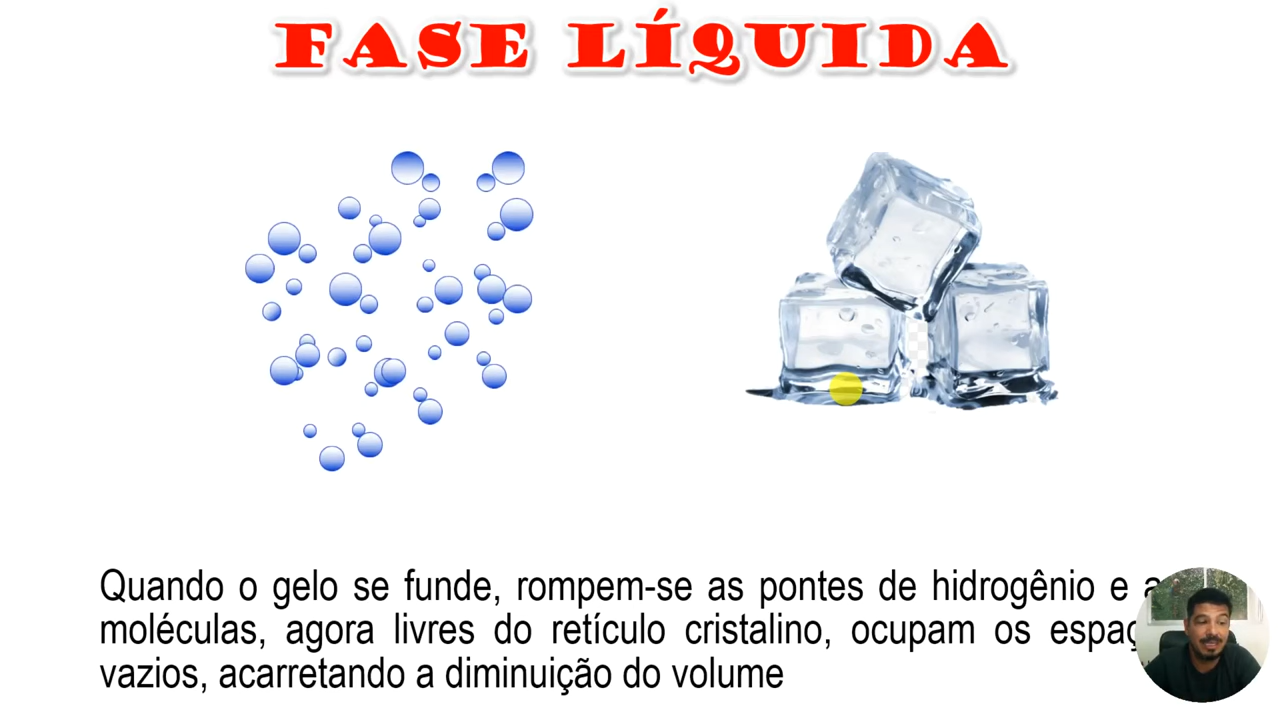 FASE LÍQUIDA
Quando o gelo se funde, rompem-se as pontes de hidrogênio e
moléculas, agora livres do retículo cristalino, ocupam os
vazios, acarretando a diminuição do volume